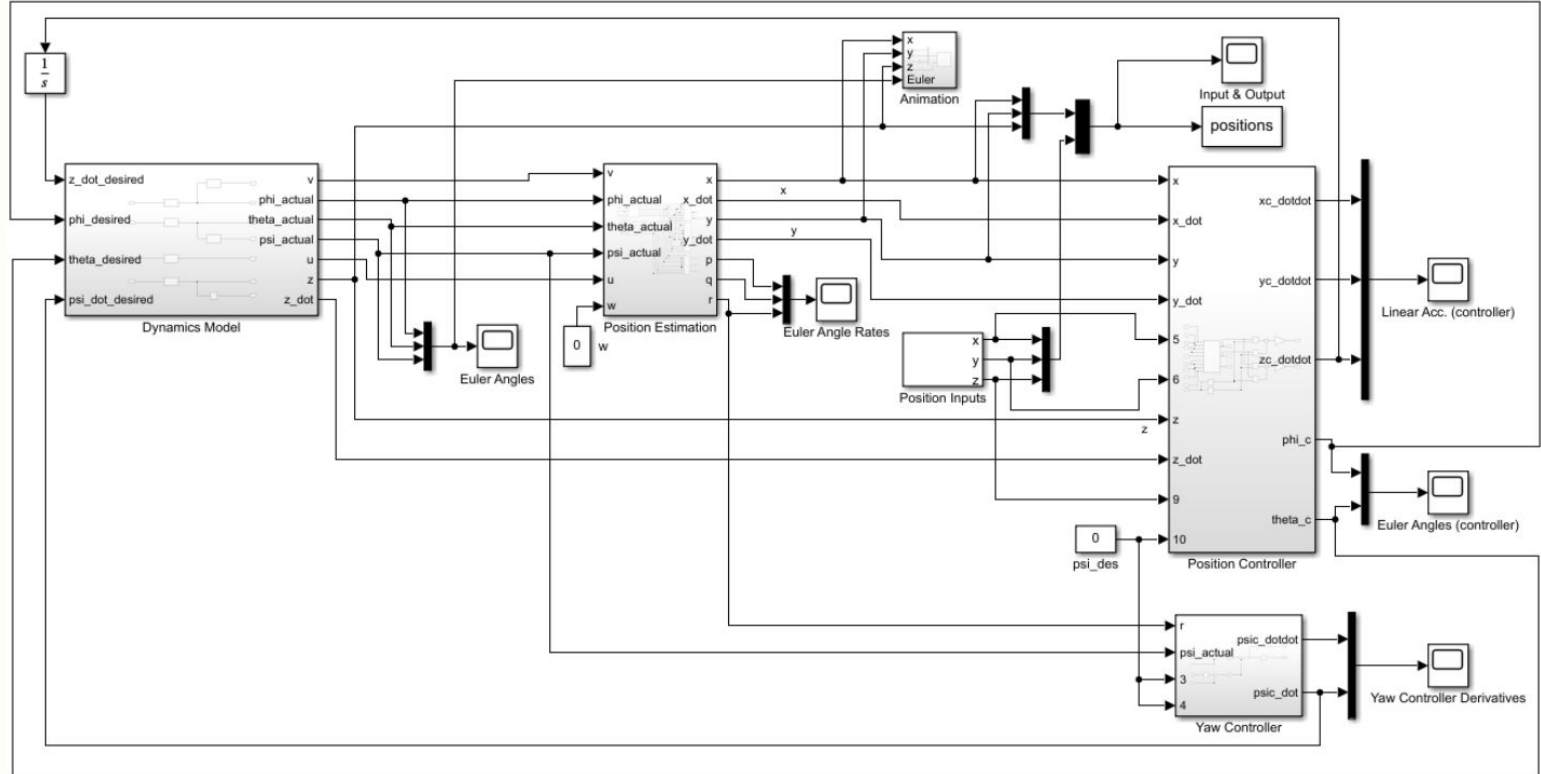 1
s
x
y
z
Euler
Animation
Input & Output
positions
z_dot_desired
phi_desired
theta_desired
psi_dot_desired
v
phi_actual
theta_actual
psi_actual
u
z
z_dot
Dynamics Model
Euler Angles
v
phi_actual
theta_actual
psi_actual
u
w
x
x_dot
y
y_dot
p
q
r
Position Estimation
0
w
Euler Angle Rates
x
y
x
y
z
Position Inputs
z
x
x_dot
y
y_dot
5
6
z
z_dot
9
10
xc_dotdot
yc_dotdot
zc_dotdot
phi_c
theta_c
Position Controller
Linear Acc. (controller)
Euler Angles (controller)
0
psi_des
r
psi_actual
3
4
psic_dotdot
psic_dot
Yaw Controller
Yaw Controller Derivatives